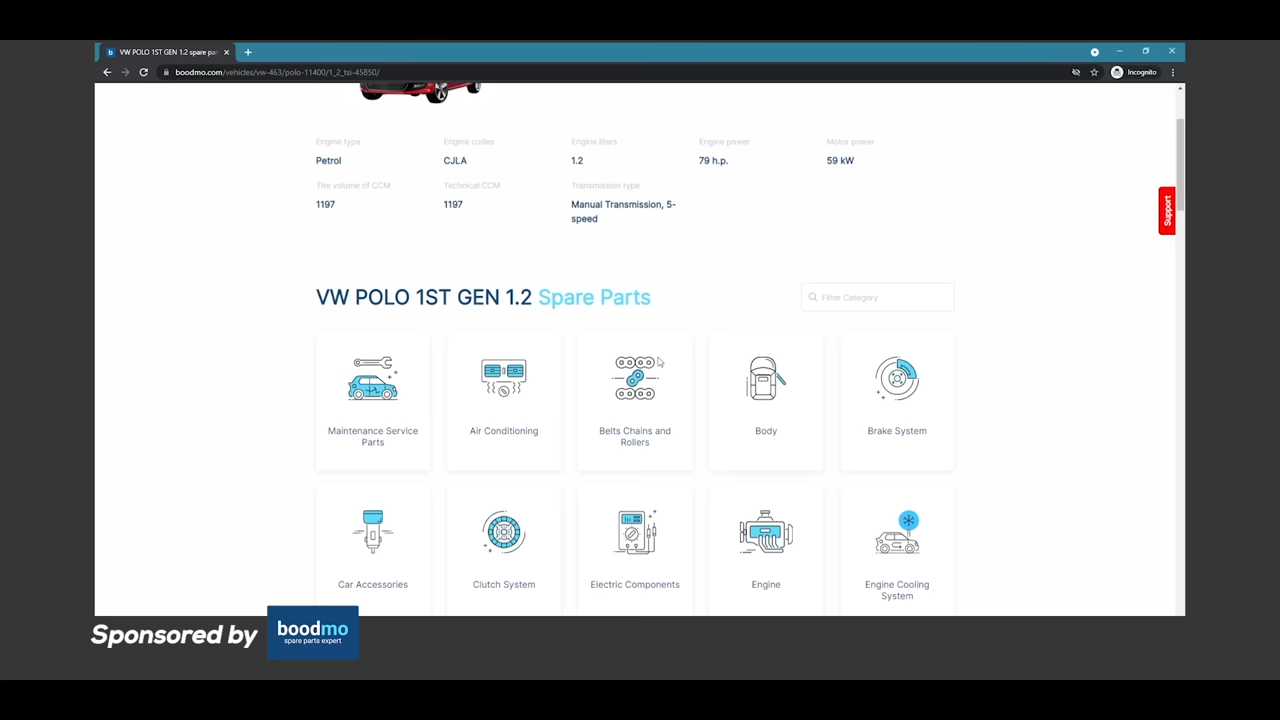 VW POLO 1ST GEN 1.2 spare par
boodmo.com/vehicles/vw-463/polo-11400/1_2_tsi-45850/
Incognito
Engine type
Engine codes
Engine liters
Engine power
Motor power
Petrol
CJLA
1.2
79 h.p.
59 kW
The volume of CCM
Technical CCM
Transmission type
1197
1197
Manual Transmission, 5-
speed
Support
VW POLO 1ST GEN 1.2 Spare Parts
Filter Category
Maintenance Service
Parts
Air Conditioning
Belts Chains and
Rollers
Body
Brake System
Car Accessories
Clutch System
Electric Components
Engine
Engine Cooling
System
Sponsored by
boodmo
spare parts expert